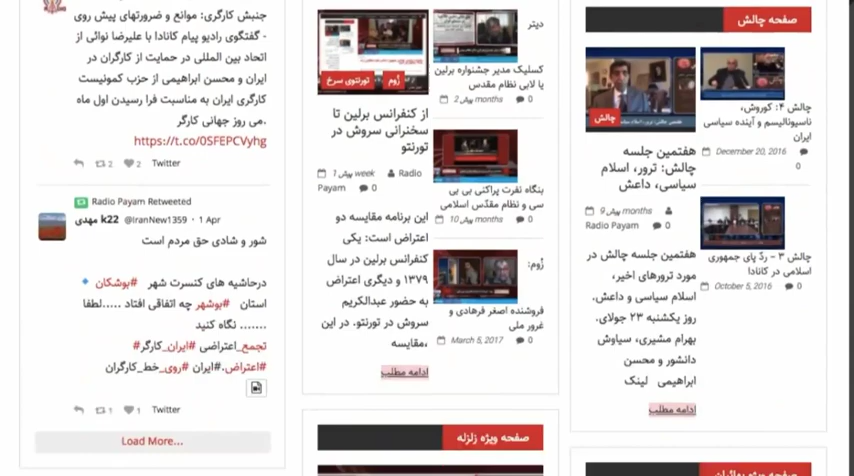 صفحه چالش
چالش
هفتمین جلسه
چالش: ترور، اسلام
سیاسی، داعش
9 months پیش
Radio Payam 0
هفتمین جلسه چالش در
مورد ترورهای اخیر،
اسلام سیاسی و داعش.
روز یکشنبه ۲۳ جولای.
بهرام مشیری، سیاوش
دانشور و محسن
ابراهیمی لینک
ادامه مطلب
چالش ۴: کوروش،
ناسیونالیسم و آینده سیاسی
ایران
December 20, 2016
0
چالش ۳ – ردّ پای جمهوری
اسلامی در کانادا
October 5, 2016 0
صفحه ویژه بهائیان
زُوم تورنتوی سرخ
از کنفرانس برلین تا
سخنرانی سروش در
تورنتو
1 week پیش Radio
Payam 0
این برنامه مقایسه دو
اعتراض است: یکی
کنفرانس برلین در سال
۱۳۷۹ و دیگری اعتراض
به حضور عبدالکریم
سروش در تورنتو. در این
مقایسه،
ادامه مطلب
دیتر
کسلیک مدیر جشنواره برلین
یا لابی نظام مقدس
2 months پیش 0
بنگاه نفرت پراکنی بی بی
سی و نظام مقدّس اسلامی
10 months پیش 0
زُوم:
فروشنده اصغر فرهادی و
غرور ملی
March 5, 2017 0
صفحه ویژه زلزله
جنبش کارگری: موانع و ضرورتهای پیش روی
- گفتگوی رادیو پیام کانادا با علیرضا نوائی از
اتحاد بین المللی در حمایت از کارگران در
ایران و محسن ابراهیمی از حزب کمونیست
کارگری ایران به مناسبت فرا رسیدن اول ماه
می روز جهانی کارگر.
https://t.co/0SFEPCVyhg
2 2 Twitter
Radio Payam Retweeted
مهدی k22 @IranNew1359 · 1 Apr
شور و شادی حق مردم است
درحاشیه های کنسرت شهر #بوشکان
استان #بوشهر چه اتفاقی افتاد .....لطفا
نگاه کنید .......
#تجمع_اعتراضی #ایران_کارگر
#اعتراض.#ایران #روی_خط_کارگران
1 1 Twitter
Load More...